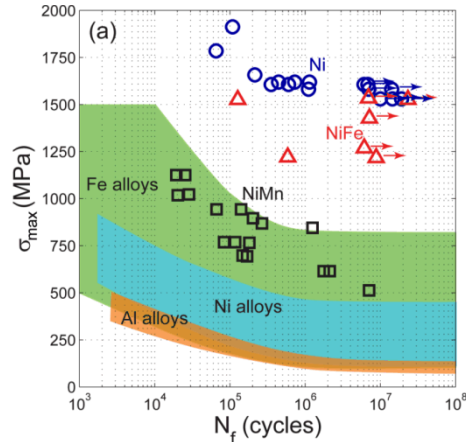 (a)
2000
1750
1500
1250
1000
750
500
250
0
σmax (MPa)
Ni
NiFe
NiMn
Fe alloys
Ni alloys
Al alloys
10³ 10⁴ 10⁵ 10⁶ 10⁷ 10⁸
Nf (cycles)